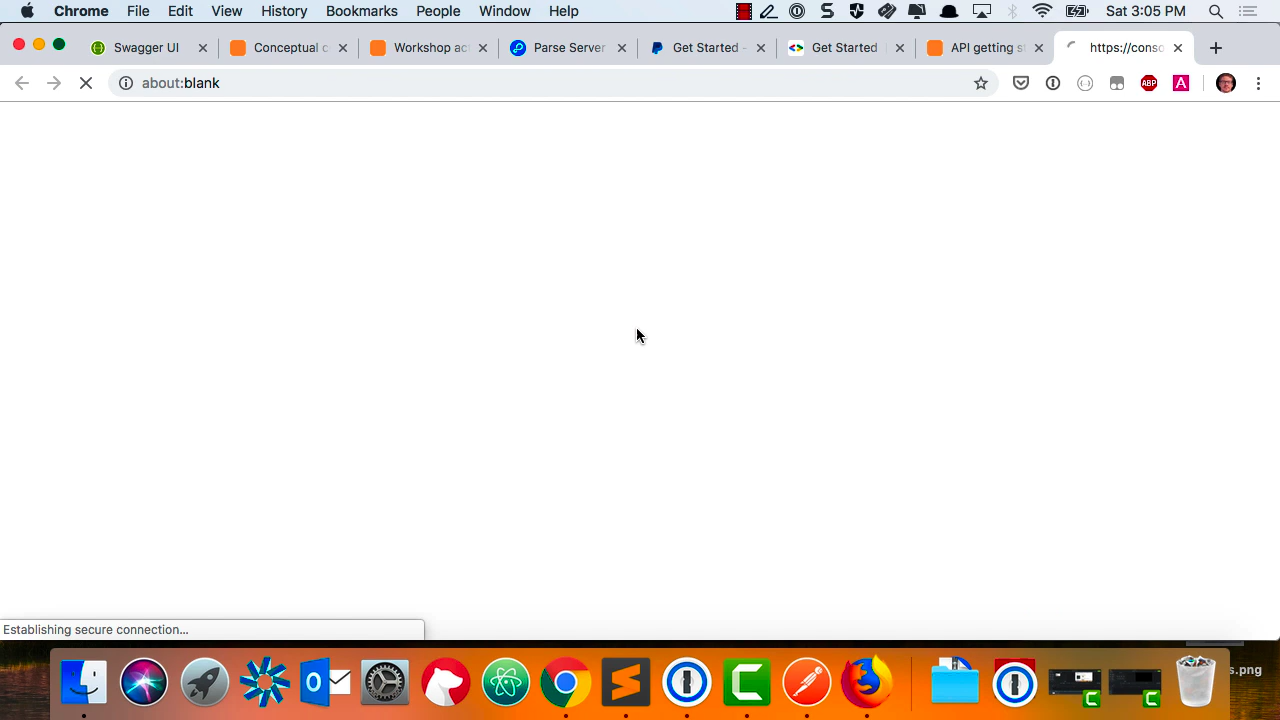 Chrome File Edit View History Bookmarks People Window Help Sat 3:05 PM
Swagger UI Conceptual c Workshop ac Parse Server Get Started - Get Started API getting s https://conso
about:blank
ABP A
Establishing secure connection...
s.png